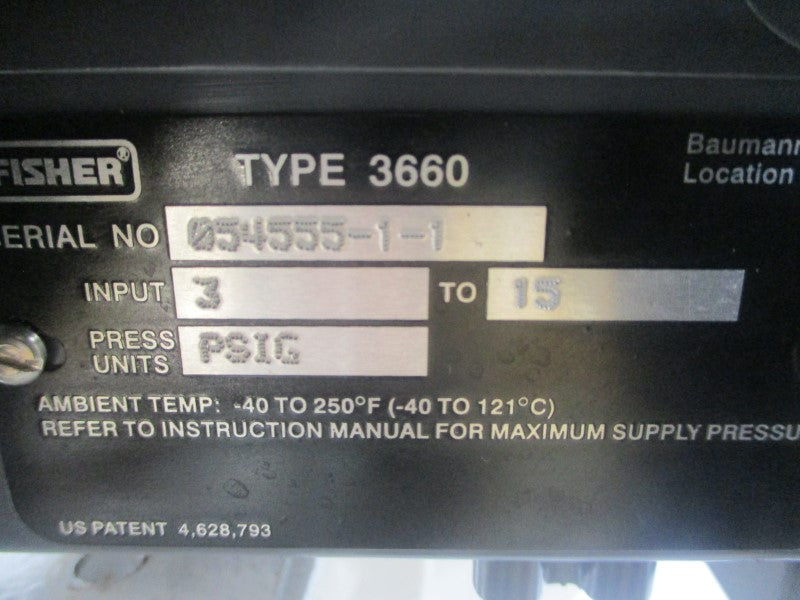 FISHER®
TYPE 3660
Baumann
Location
SERIAL NO 054555-1-1
INPUT 3 TO 15
PRESS UNITS PSIG
AMBIENT TEMP: -40 TO 250°F (-40 TO 121°C)
REFER TO INSTRUCTION MANUAL FOR MAXIMUM SUPPLY PRESSU
US PATENT 4,628,793